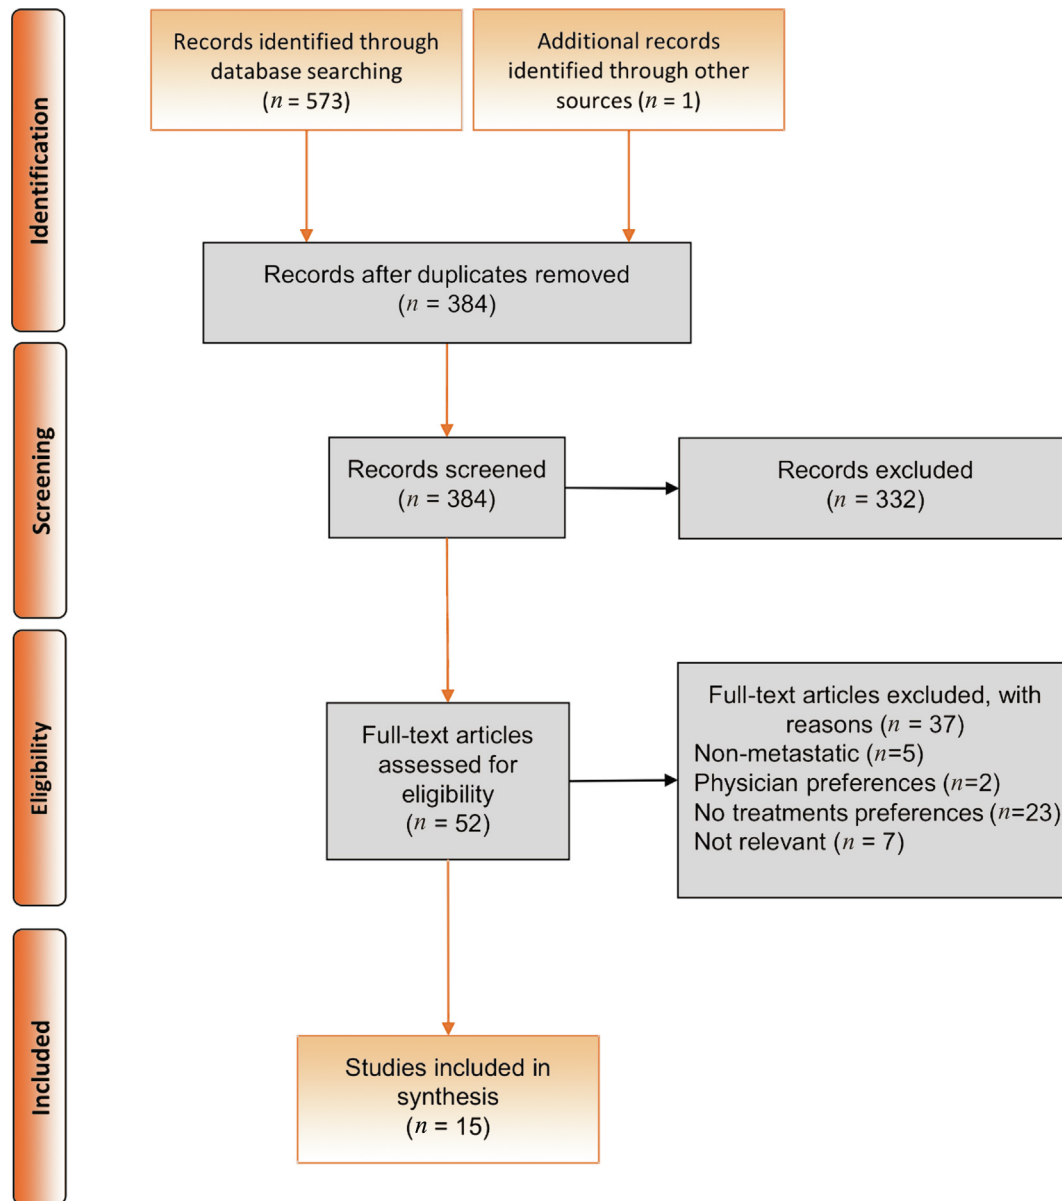 Identification
Records identified through
database searching
(n = 573)
Additional records
identified through other
sources (n = 1)
Records after duplicates removed
(n = 384)
Screening
Records screened
(n = 384)
Records excluded
(n = 332)
Eligibility
Full-text articles
assessed for
eligibility
(n = 52)
Full-text articles excluded, with
reasons (n = 37)
Non-metastatic (n=5)
Physician preferences (n=2)
No treatments preferences (n=23)
Not relevant (n = 7)
Included
Studies included in
synthesis
(n = 15)